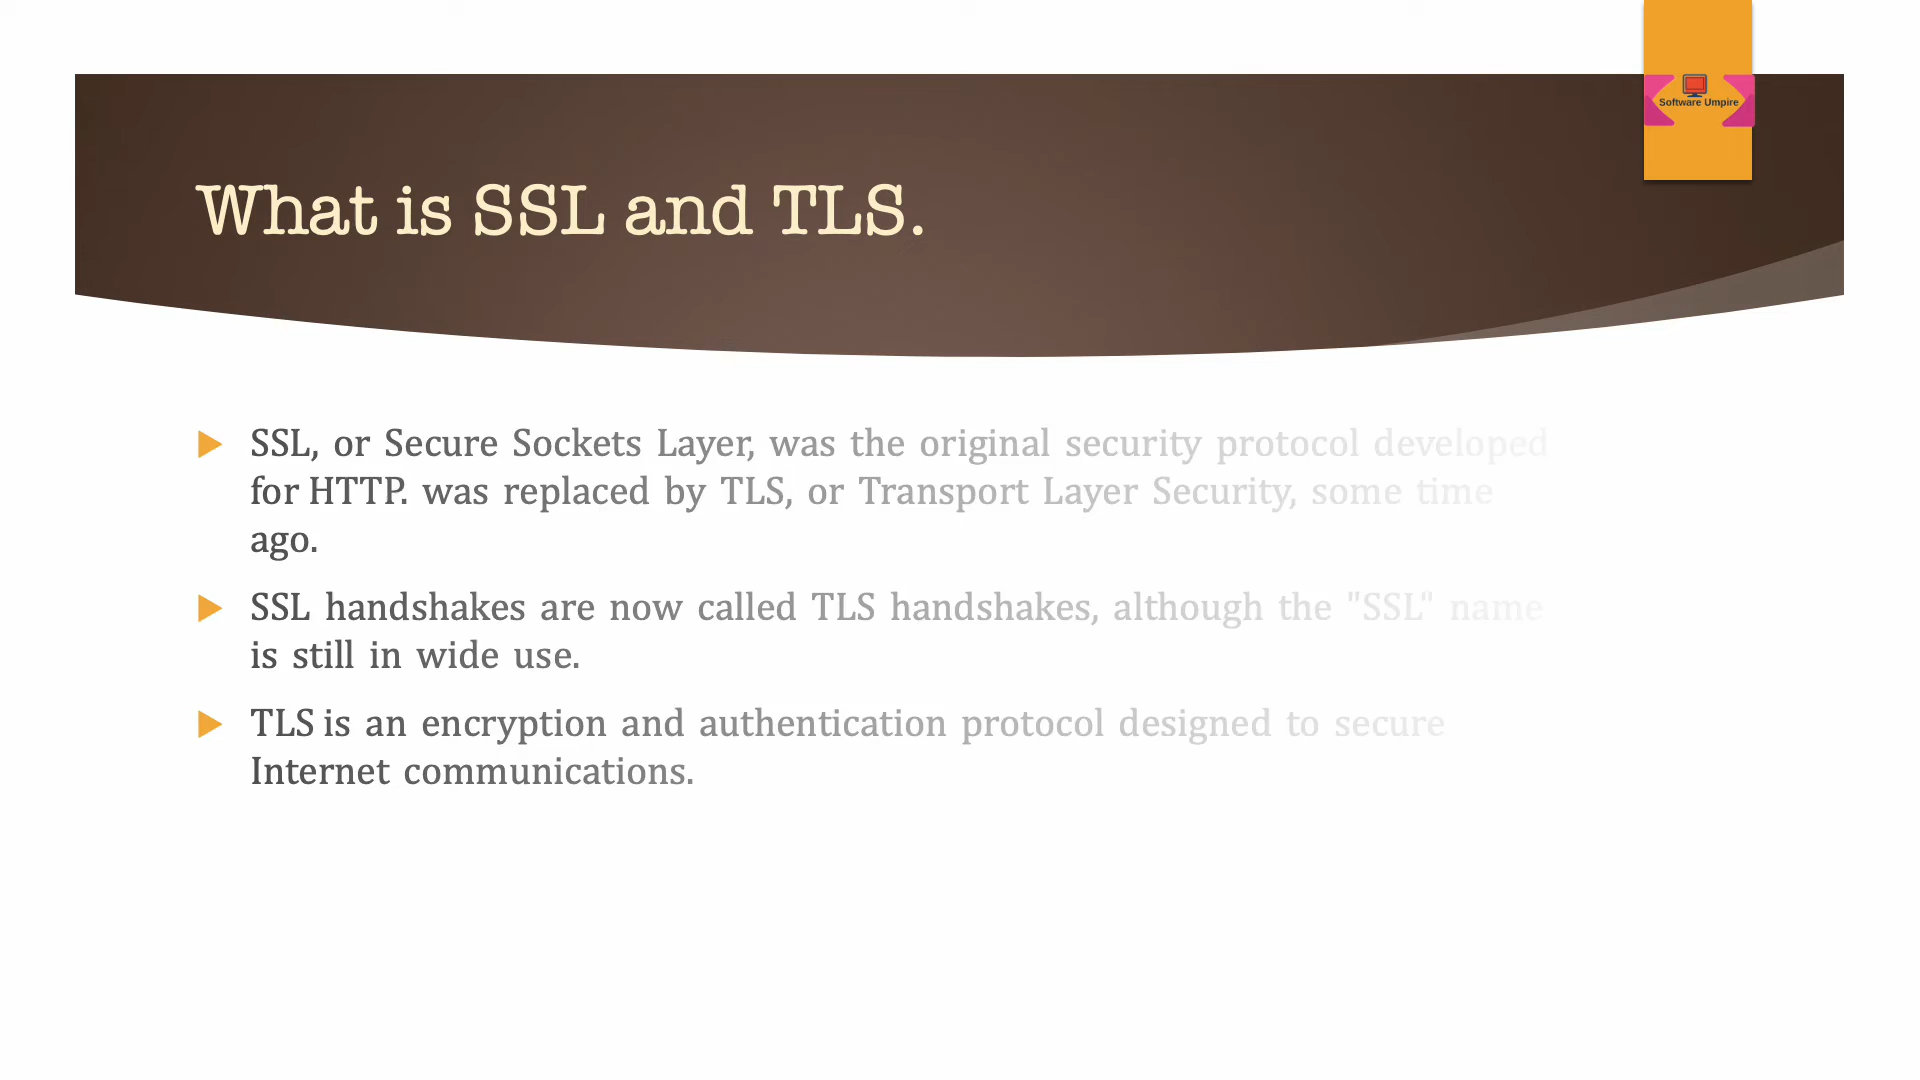 Software Umpire
What is SSL and TLS.
SSL, or Secure Sockets Layer, was the original security protocol developed
for HTTP. was replaced by TLS, or Transport Layer Security, some time
ago.
SSL handshakes are now called TLS handshakes, although the "SSL" name
is still in wide use.
TLS is an encryption and authentication protocol designed to secure
Internet communications.